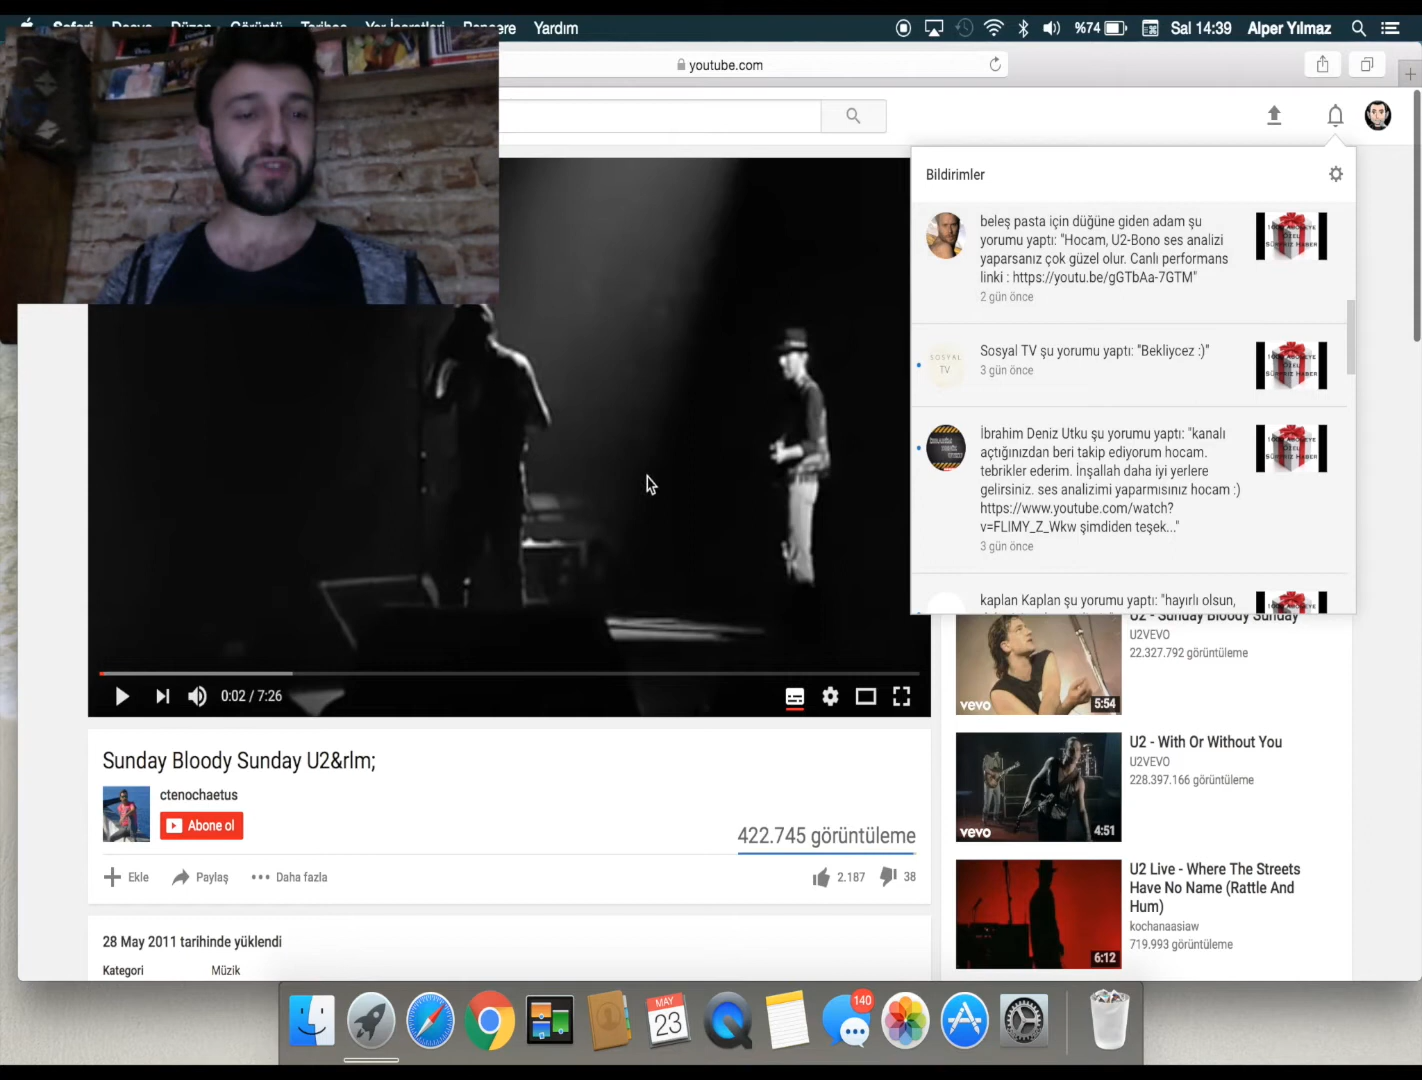 Yardım
%74
Sal 14:39
Alper Yılmaz
youtube.com
Bildirimler
beleş pasta için düğüne giden adam şu
yorumu yaptı: "Hocam, U2-Bono ses analizi
yaparsanız çok güzel olur. Canlı performans
linki : https://youtu.be/gGTbAa-7GTM"
2 gün önce
SOSYAL
TV
Sosyal TV şu yorumu yaptı: "Bekliycez :)"
3 gün önce
İbrahim Deniz Utku şu yorumu yaptı: "kanalı
açtığınızdan beri takip ediyorum hocam.
tebrikler ederim. İnşallah daha iyi yerlere
gelirsiniz. ses analizimi yaparmısınız hocam :)
https://www.youtube.com/watch?
v=FLIMY_Z_Wkw şimdiden teşek..."
3 gün önce
kaplan Kaplan şu yorumu yaptı: "hayırlı olsun,
0:02 / 7:26
Sunday Bloody Sunday U2&rlm;
ctenochaetus
Abone ol
422.745 görüntüleme
Ekle
Paylaş
Daha fazla
2.187
38
28 May 2011 tarihinde yüklendi
Kategori
Müzik
U2 - Sunday Bloody Sunday
U2VEVO
22.327.792 görüntüleme
vevo
5:54
U2 - With Or Without You
U2VEVO
228.397.166 görüntüleme
vevo
4:51
U2 Live - Where The Streets
Have No Name (Rattle And
Hum)
kochanaasiaw
719.993 görüntüleme
6:12
MAY
23
140